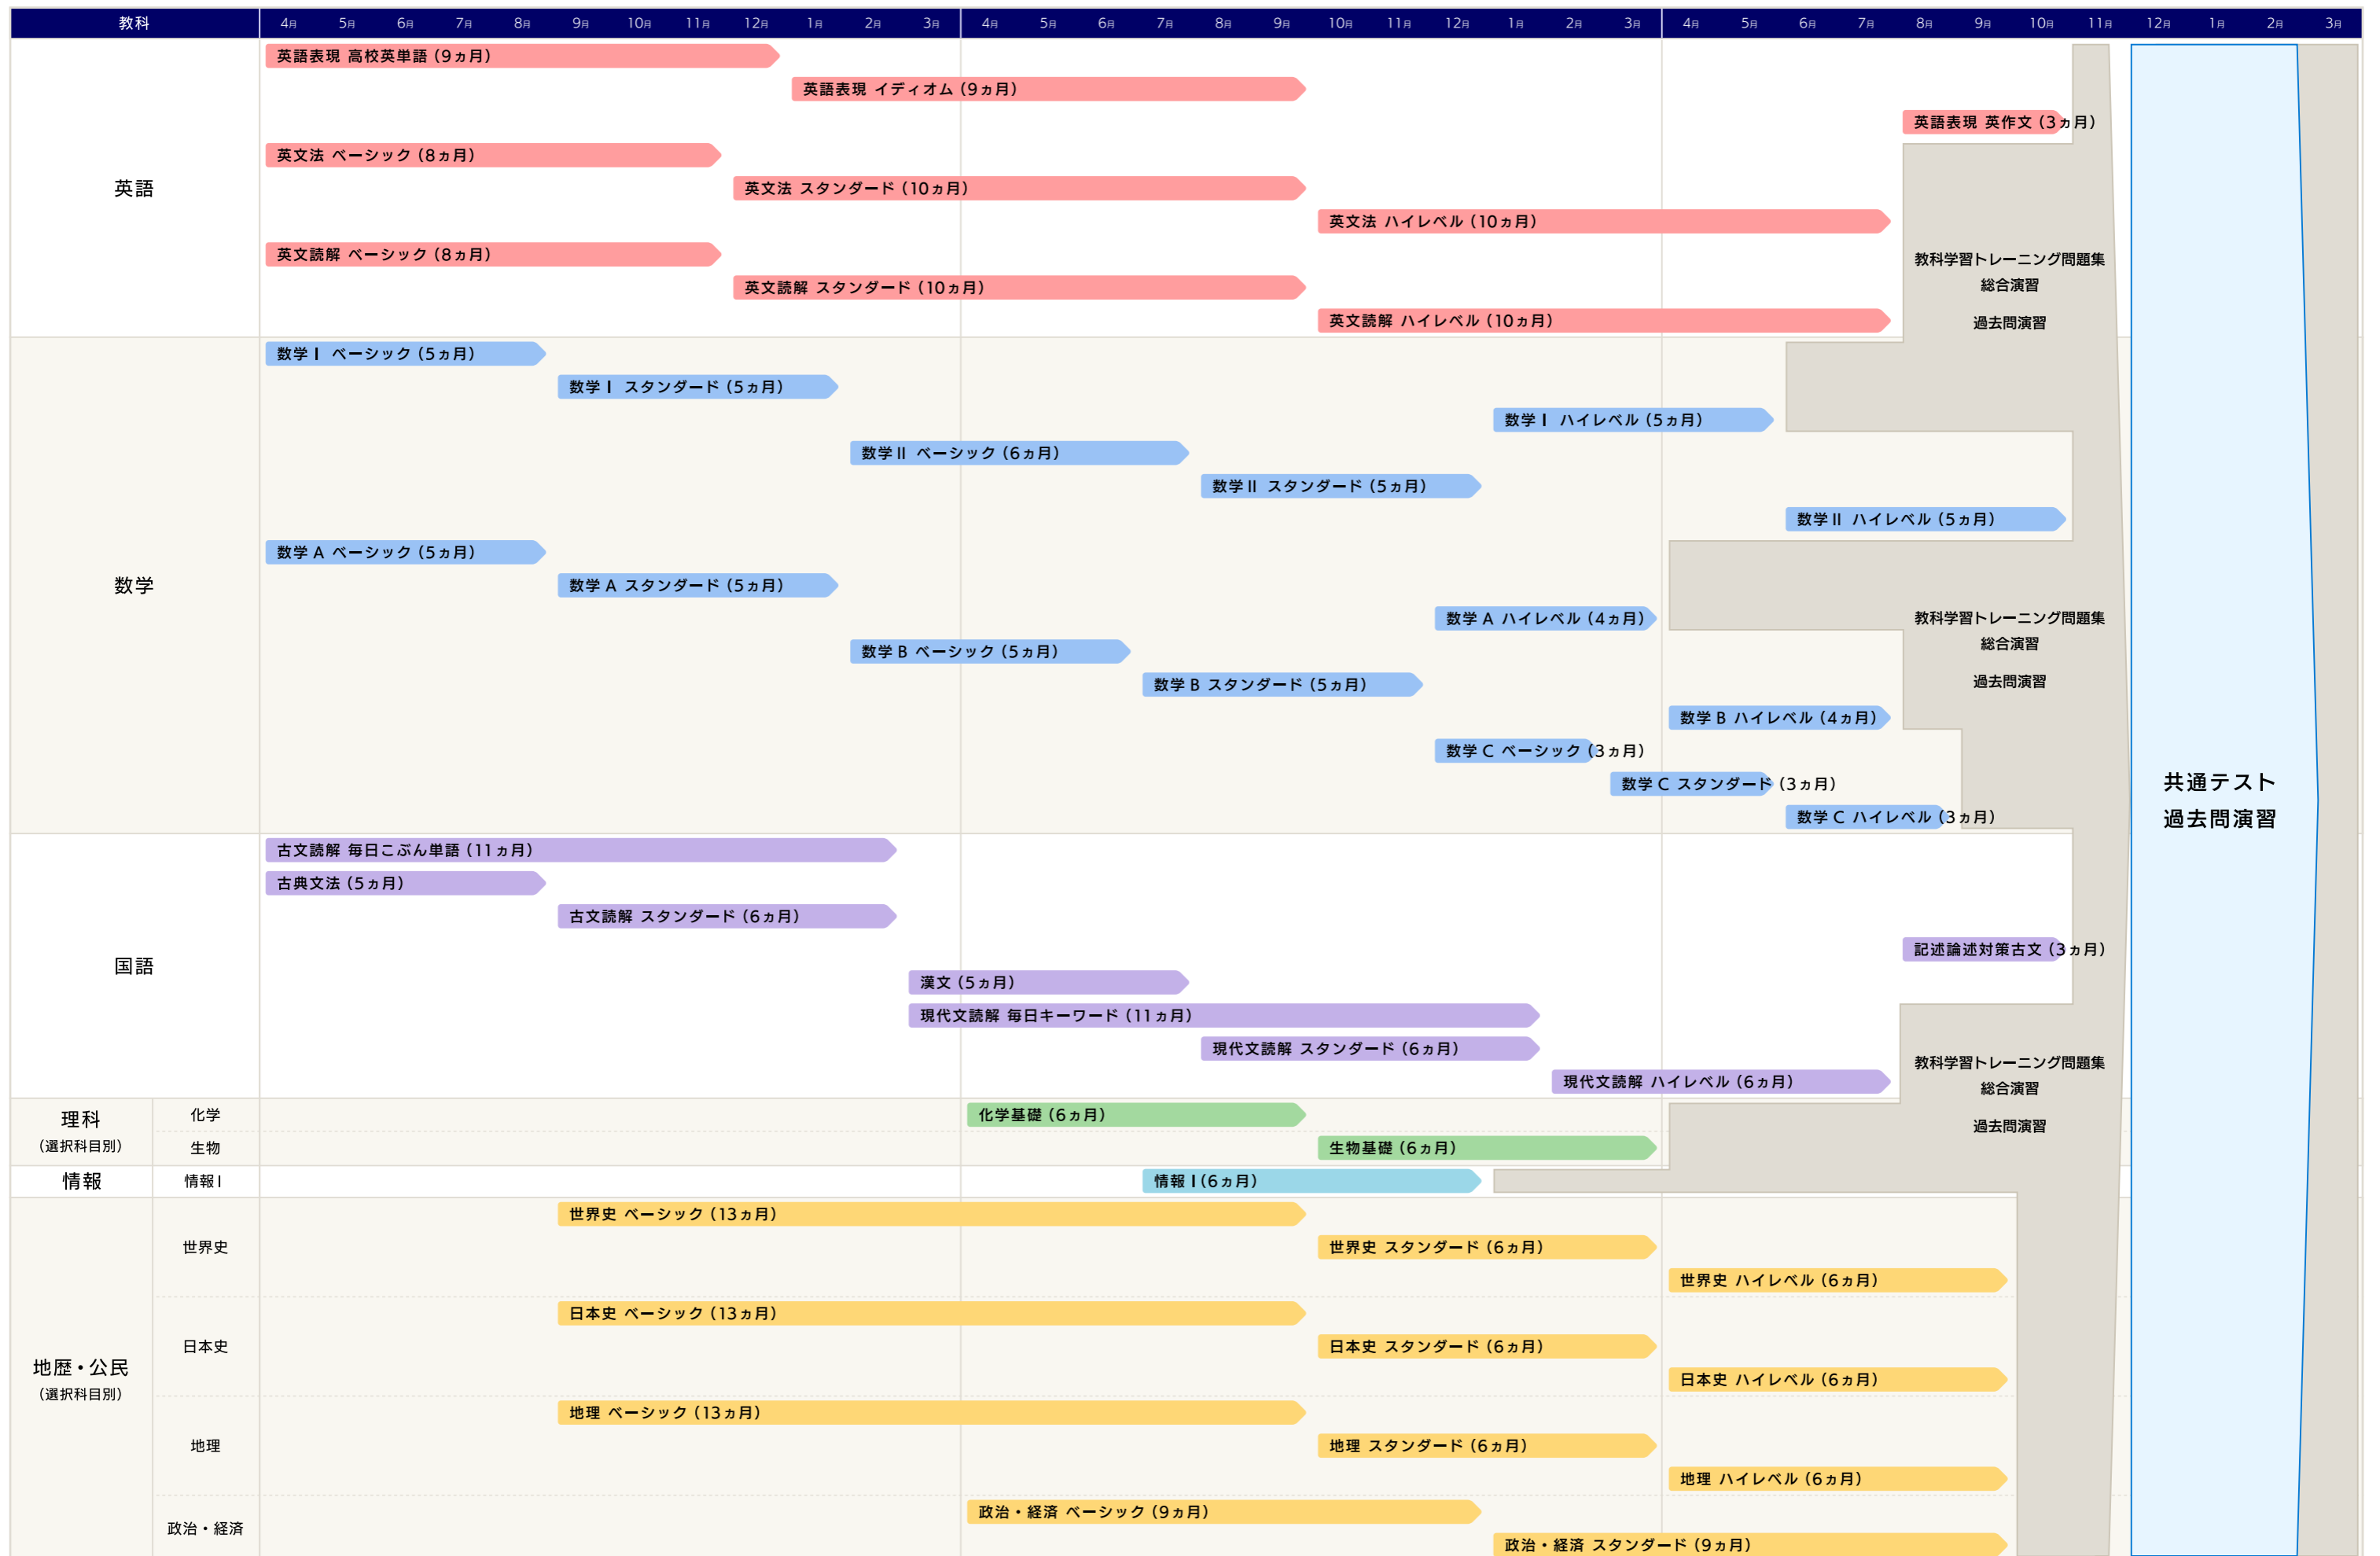 教科 4月 5月 6月 7月 8月 9月 10月 11月 12月 1月 2月 3月 4月 5月 6月 7月 8月 9月 10月 11月 12月 1月 2月 3月 4月 5月 6月 7月 8月 9月 10月 11月 12月 1月 2月 3月
英語
英語表現 高校英単語 (9ヵ月)
英語表現 イディオム (9ヵ月)
英語表現 英作文 (3ヵ月)
英文法 ベーシック (8ヵ月)
英文法 スタンダード (10ヵ月)
英文法 ハイレベル (10ヵ月)
英文読解 ベーシック (8ヵ月)
英文読解 スタンダード (10ヵ月)
英文読解 ハイレベル (10ヵ月)
教科学習トレーニング問題集
総合演習
過去問演習
数学
数学Ⅰ ベーシック (5ヵ月)
数学Ⅰ スタンダード (5ヵ月)
数学Ⅰ ハイレベル (5ヵ月)
数学II ベーシック (6ヵ月)
数学II スタンダード (5ヵ月)
数学II ハイレベル (5ヵ月)
数学A ベーシック (5ヵ月)
数学A スタンダード (5ヵ月)
数学A ハイレベル (4ヵ月)
数学B ベーシック (5ヵ月)
数学B スタンダード (5ヵ月)
数学B ハイレベル (4ヵ月)
数学C ベーシック (3ヵ月)
数学C スタンダード (3ヵ月)
数学C ハイレベル (3ヵ月)
教科学習トレーニング問題集
総合演習
過去問演習
共通テスト
過去問演習
国語
古文読解 毎日こぶん単語 (11ヵ月)
古典文法 (5ヵ月)
古文読解 スタンダード (6ヵ月)
記述論述対策古文 (3ヵ月)
漢文 (5ヵ月)
現代文読解 毎日キーワード (11ヵ月)
現代文読解 スタンダード (6ヵ月)
現代文読解 ハイレベル (6ヵ月)
教科学習トレーニング問題集
総合演習
過去問演習
理科
(選択科目別)
化学
化学基礎 (6ヵ月)
生物
生物基礎 (6ヵ月)
情報
情報I
情報Ⅰ(6ヵ月)
地歴・公民
(選択科目別)
世界史
世界史 ベーシック (13ヵ月)
世界史 スタンダード (6ヵ月)
世界史 ハイレベル (6ヵ月)
日本史
日本史 ベーシック (13ヵ月)
日本史 スタンダード (6ヵ月)
日本史 ハイレベル (6ヵ月)
地理
地理 ベーシック (13ヵ月)
地理 スタンダード (6ヵ月)
地理 ハイレベル (6ヵ月)
政治・経済
政治・経済 ベーシック (9ヵ月)
政治・経済 スタンダード (9ヵ月)